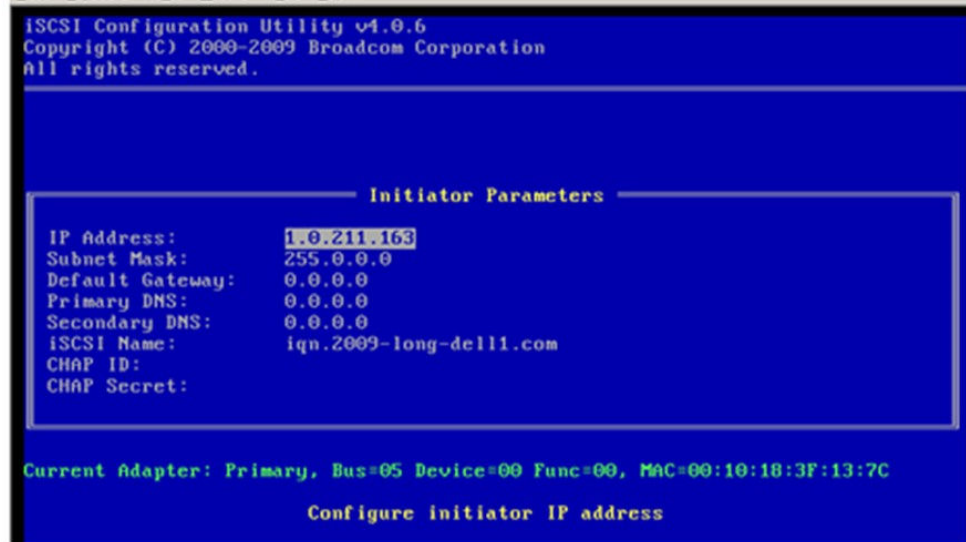 iSCSI Configuration Utility v4.0.6
Copyright (C) 2000-2009 Broadcom Corporation
All rights reserved.
Initiator Parameters
IP Address: 1.0.211.163
Subnet Mask: 255.0.0.0
Default Gateway: 0.0.0.0
Primary DNS: 0.0.0.0
Secondary DNS: 0.0.0.0
iSCSI Name: iqn.2009-long-dell1.com
CHAP ID:
CHAP Secret:
Current Adapter: Primary, Bus=05 Device=00 Func=00, MAC=00:10:18:3F:13:7C
Configure initiator IP address